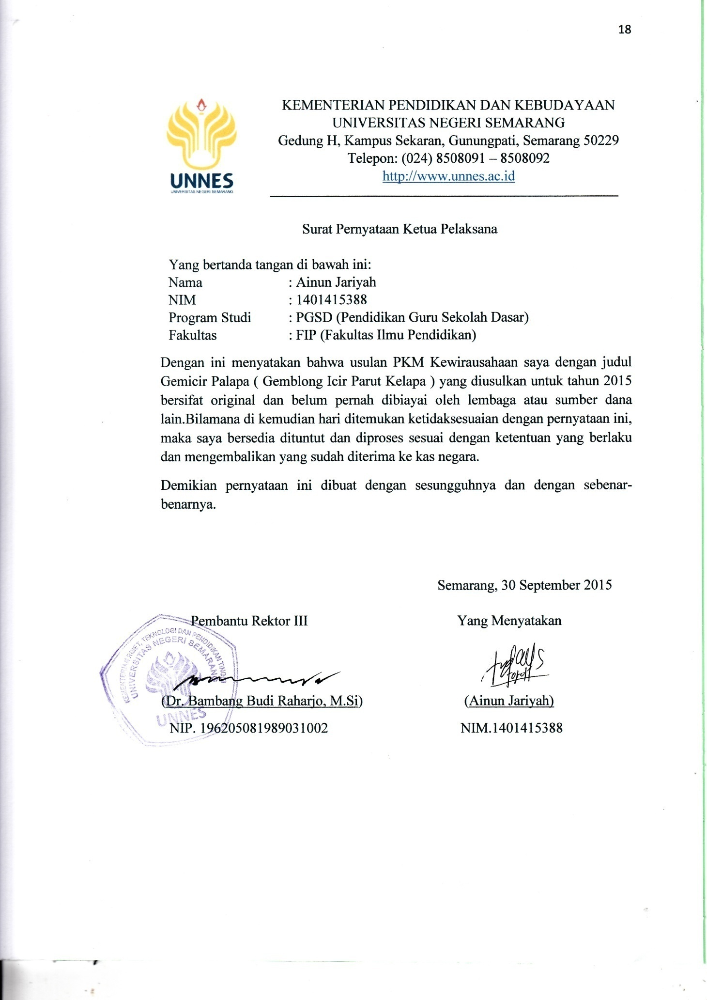 18
KEMENTERIAN PENDIDIKAN DAN KEBUDAYAAN
UNIVERSITAS NEGERI SEMARANG
Gedung H, Kampus Sekaran, Gunungpati, Semarang 50229
Telepon: (024) 8508091 – 8508092
http://www.unnes.ac.id
UNNES
UNIVERSITAS NEGERI SEMARANG
Surat Pernyataan Ketua Pelaksana
Yang bertanda tangan di bawah ini:
Nama : Ainun Jariyah
NIM : 1401415388
Program Studi : PGSD (Pendidikan Guru Sekolah Dasar)
Fakultas : FIP (Fakultas Ilmu Pendidikan)
Dengan ini menyatakan bahwa usulan PKM Kewirausahaan saya dengan judul
Gemicir Palapa ( Gemblong Icir Parut Kelapa ) yang diusulkan untuk tahun 2015
bersifat original dan belum pernah dibiayai oleh lembaga atau sumber dana
lain.Bilamana di kemudian hari ditemukan ketidaksesuaian dengan pernyataan ini,
maka saya bersedia dituntut dan diproses sesuai dengan ketentuan yang berlaku
dan mengembalikan yang sudah diterima ke kas negara.
Demikian pernyataan ini dibuat dengan sesungguhnya dan dengan sebenar-
benarnya.
Semarang, 30 September 2015
Pembantu Rektor III Yang Menyatakan
KEMENTERIAN RISET, TEKNOLOGI DAN PENDIDIKAN TINGGI
UNIVERSITAS NEGERI SEMARANG
UNNES
(Dr. Bambang Budi Raharjo, M.Si) (Ainun Jariyah)
NIP. 196205081989031002 NIM.1401415388